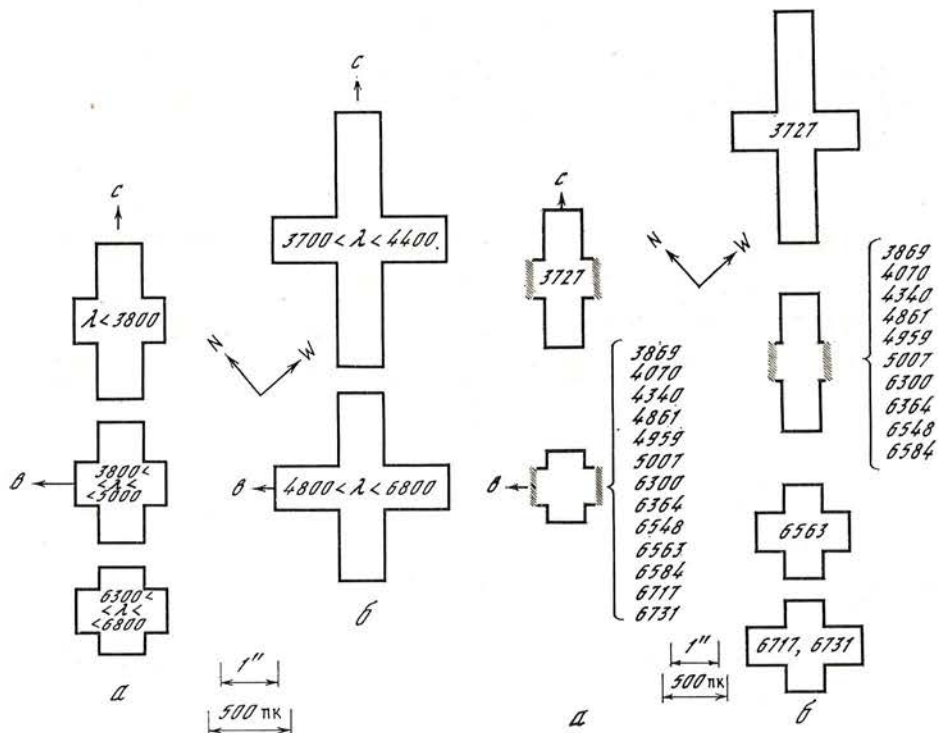 с
λ<3800
N
W
в
3800<
<λ<
<5000
6300<
<λ<
<6800
а
с
3700<λ<4400
4800<λ<6800
б
1"
500 пк
с
3727
N
W
в
3869
4070
4340
4861
4959
5007
6300
6364
6548
6563
6584
6717
6731
1"
500 пк
а
3727
3869
4070
4340
4861
4959
5007
6300
6364
6548
6584
6563
6717, 6731
б